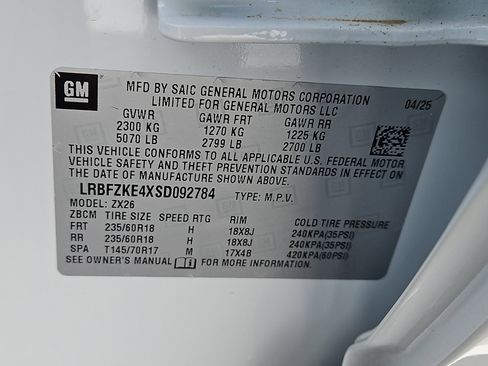 GM
MFD BY SAIC GENERAL MOTORS CORPORATION
LIMITED FOR GENERAL MOTORS LLC
04/25
GVWR GAWR FRT GAWR RR
2300 KG 1270 KG 1225 KG
5070 LB 2799 LB 2700 LB
THIS VEHICLE CONFORMS TO ALL APPLICABLE U.S. FEDERAL MOTOR
VEHICLE SAFETY AND THEFT PREVENTION STANDARDS IN EFFECT ON
THE DATE OF MANUFACTURE SHOWN ABOVE.
LRBFZKE4XSD092784 TYPE: M.P.V.
MODEL: ZX26
ZBCM TIRE SIZE SPEED RTG RIM COLD TIRE PRESSURE
FRT 235/60R18 H 18X8J 240KPA(35PSI)
RR 235/60R18 H 18X8J 240KPA(35PSI)
SPA T145/70R17 M 17X4B 420KPA(60PSI)
SEE OWNER'S MANUAL FOR MORE INFORMATION.